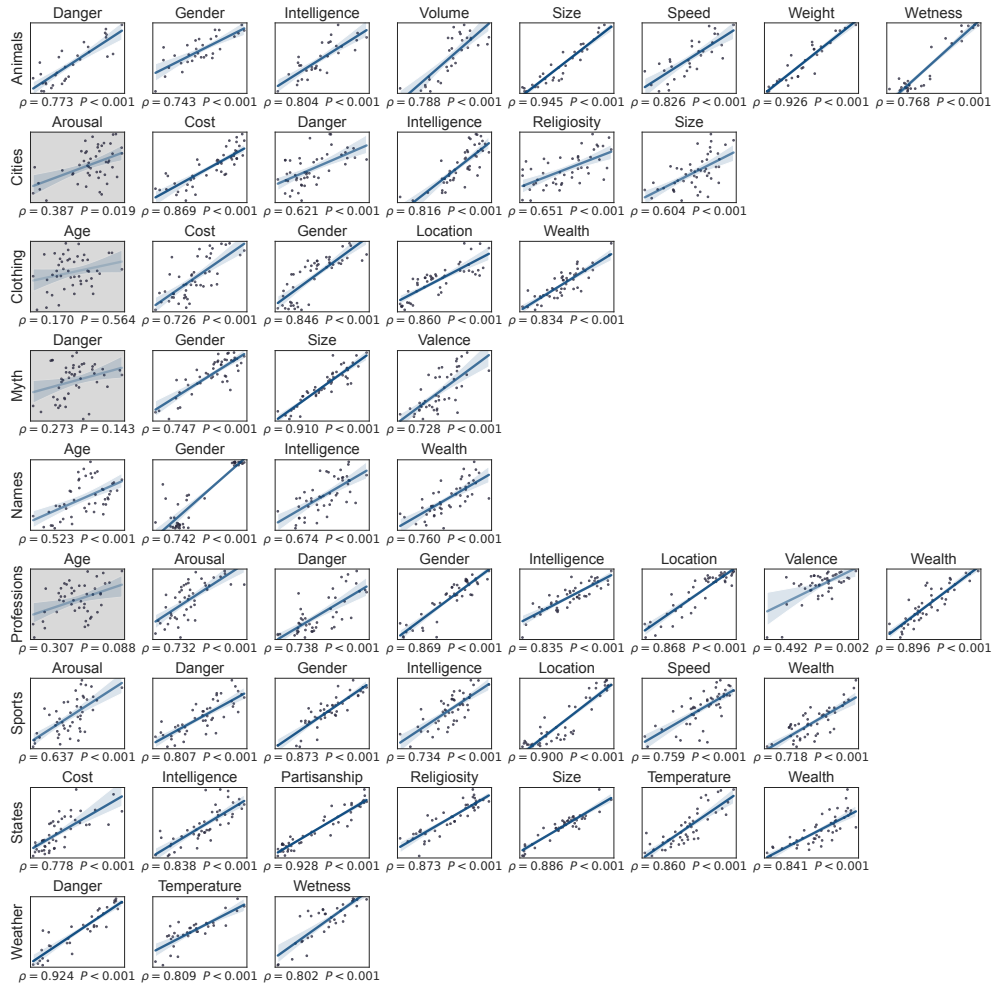 Danger Gender Intelligence Volume Size Speed Weight Wetness
Animals
ρ = 0.773 P < 0.001 ρ = 0.743 P < 0.001 ρ = 0.804 P < 0.001 ρ = 0.788 P < 0.001 ρ = 0.945 P < 0.001 ρ = 0.826 P < 0.001 ρ = 0.926 P < 0.001 ρ = 0.768 P < 0.001
Arousal Cost Danger Intelligence Religiosity Size
Cities
ρ = 0.387 P = 0.019 ρ = 0.869 P < 0.001 ρ = 0.621 P < 0.001 ρ = 0.816 P < 0.001 ρ = 0.651 P < 0.001 ρ = 0.604 P < 0.001
Age Cost Gender Location Wealth
Clothing
ρ = 0.170 P = 0.564 ρ = 0.726 P < 0.001 ρ = 0.846 P < 0.001 ρ = 0.860 P < 0.001 ρ = 0.834 P < 0.001
Danger Gender Size Valence
Myth
ρ = 0.273 P = 0.143 ρ = 0.747 P < 0.001 ρ = 0.910 P < 0.001 ρ = 0.728 P < 0.001
Age Gender Intelligence Wealth
Names
ρ = 0.523 P < 0.001 ρ = 0.742 P < 0.001 ρ = 0.674 P < 0.001 ρ = 0.760 P < 0.001
Age Arousal Danger Gender Intelligence Location Valence Wealth
Professions
ρ = 0.307 P = 0.088 ρ = 0.732 P < 0.001 ρ = 0.738 P < 0.001 ρ = 0.869 P < 0.001 ρ = 0.835 P < 0.001 ρ = 0.868 P < 0.001 ρ = 0.492 P = 0.002 ρ = 0.896 P < 0.001
Arousal Danger Gender Intelligence Location Speed Wealth
Sports
ρ = 0.637 P < 0.001 ρ = 0.807 P < 0.001 ρ = 0.873 P < 0.001 ρ = 0.734 P < 0.001 ρ = 0.900 P < 0.001 ρ = 0.759 P < 0.001 ρ = 0.718 P < 0.001
Cost Intelligence Partisanship Religiosity Size Temperature Wealth
States
ρ = 0.778 P < 0.001 ρ = 0.838 P < 0.001 ρ = 0.928 P < 0.001 ρ = 0.873 P < 0.001 ρ = 0.886 P < 0.001 ρ = 0.860 P < 0.001 ρ = 0.841 P < 0.001
Danger Temperature Wetness
Weather
ρ = 0.924 P < 0.001 ρ = 0.809 P < 0.001 ρ = 0.802 P < 0.001